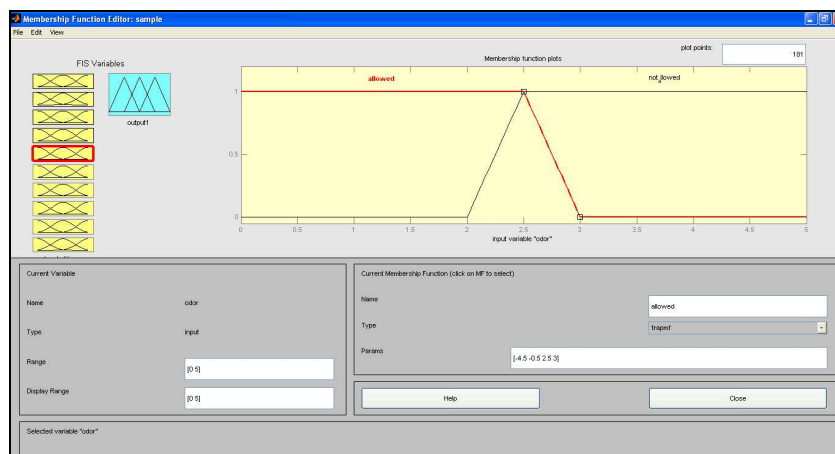 Membership Function Editor: sample
File Edit View
FIS Variables
output1
plot points:
181
Membership function plots
allowed
not allowed
1
0.5
0
0 0.5 1 1.5 2 2.5 3 3.5 4 4.5 5
input variable "odor"
Current Variable
Name odor
Type input
Range [0 5]
Display Range [0 5]
Current Membership Function (click on MF to select)
Name allowed
Type trapmf
Params [-4.5 -0.5 2.5 3]
Help Close
Selected variable "odor"